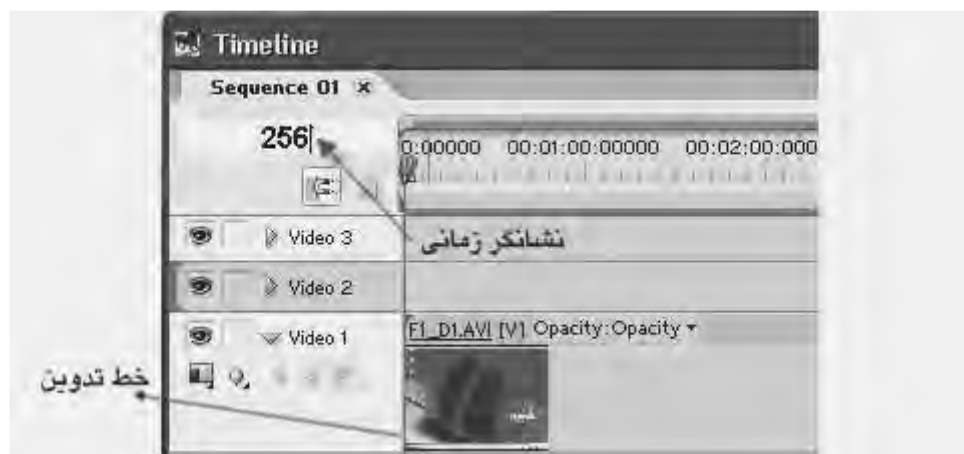 Timeline
Sequence 01 x
256
0:00000 00:01:00:00000 00:02:00:000
نشانگر زمانی
Video 3
Video 2
Video 1
F1_D1.AVI [V] Opacity:Opacity
خط تدوین